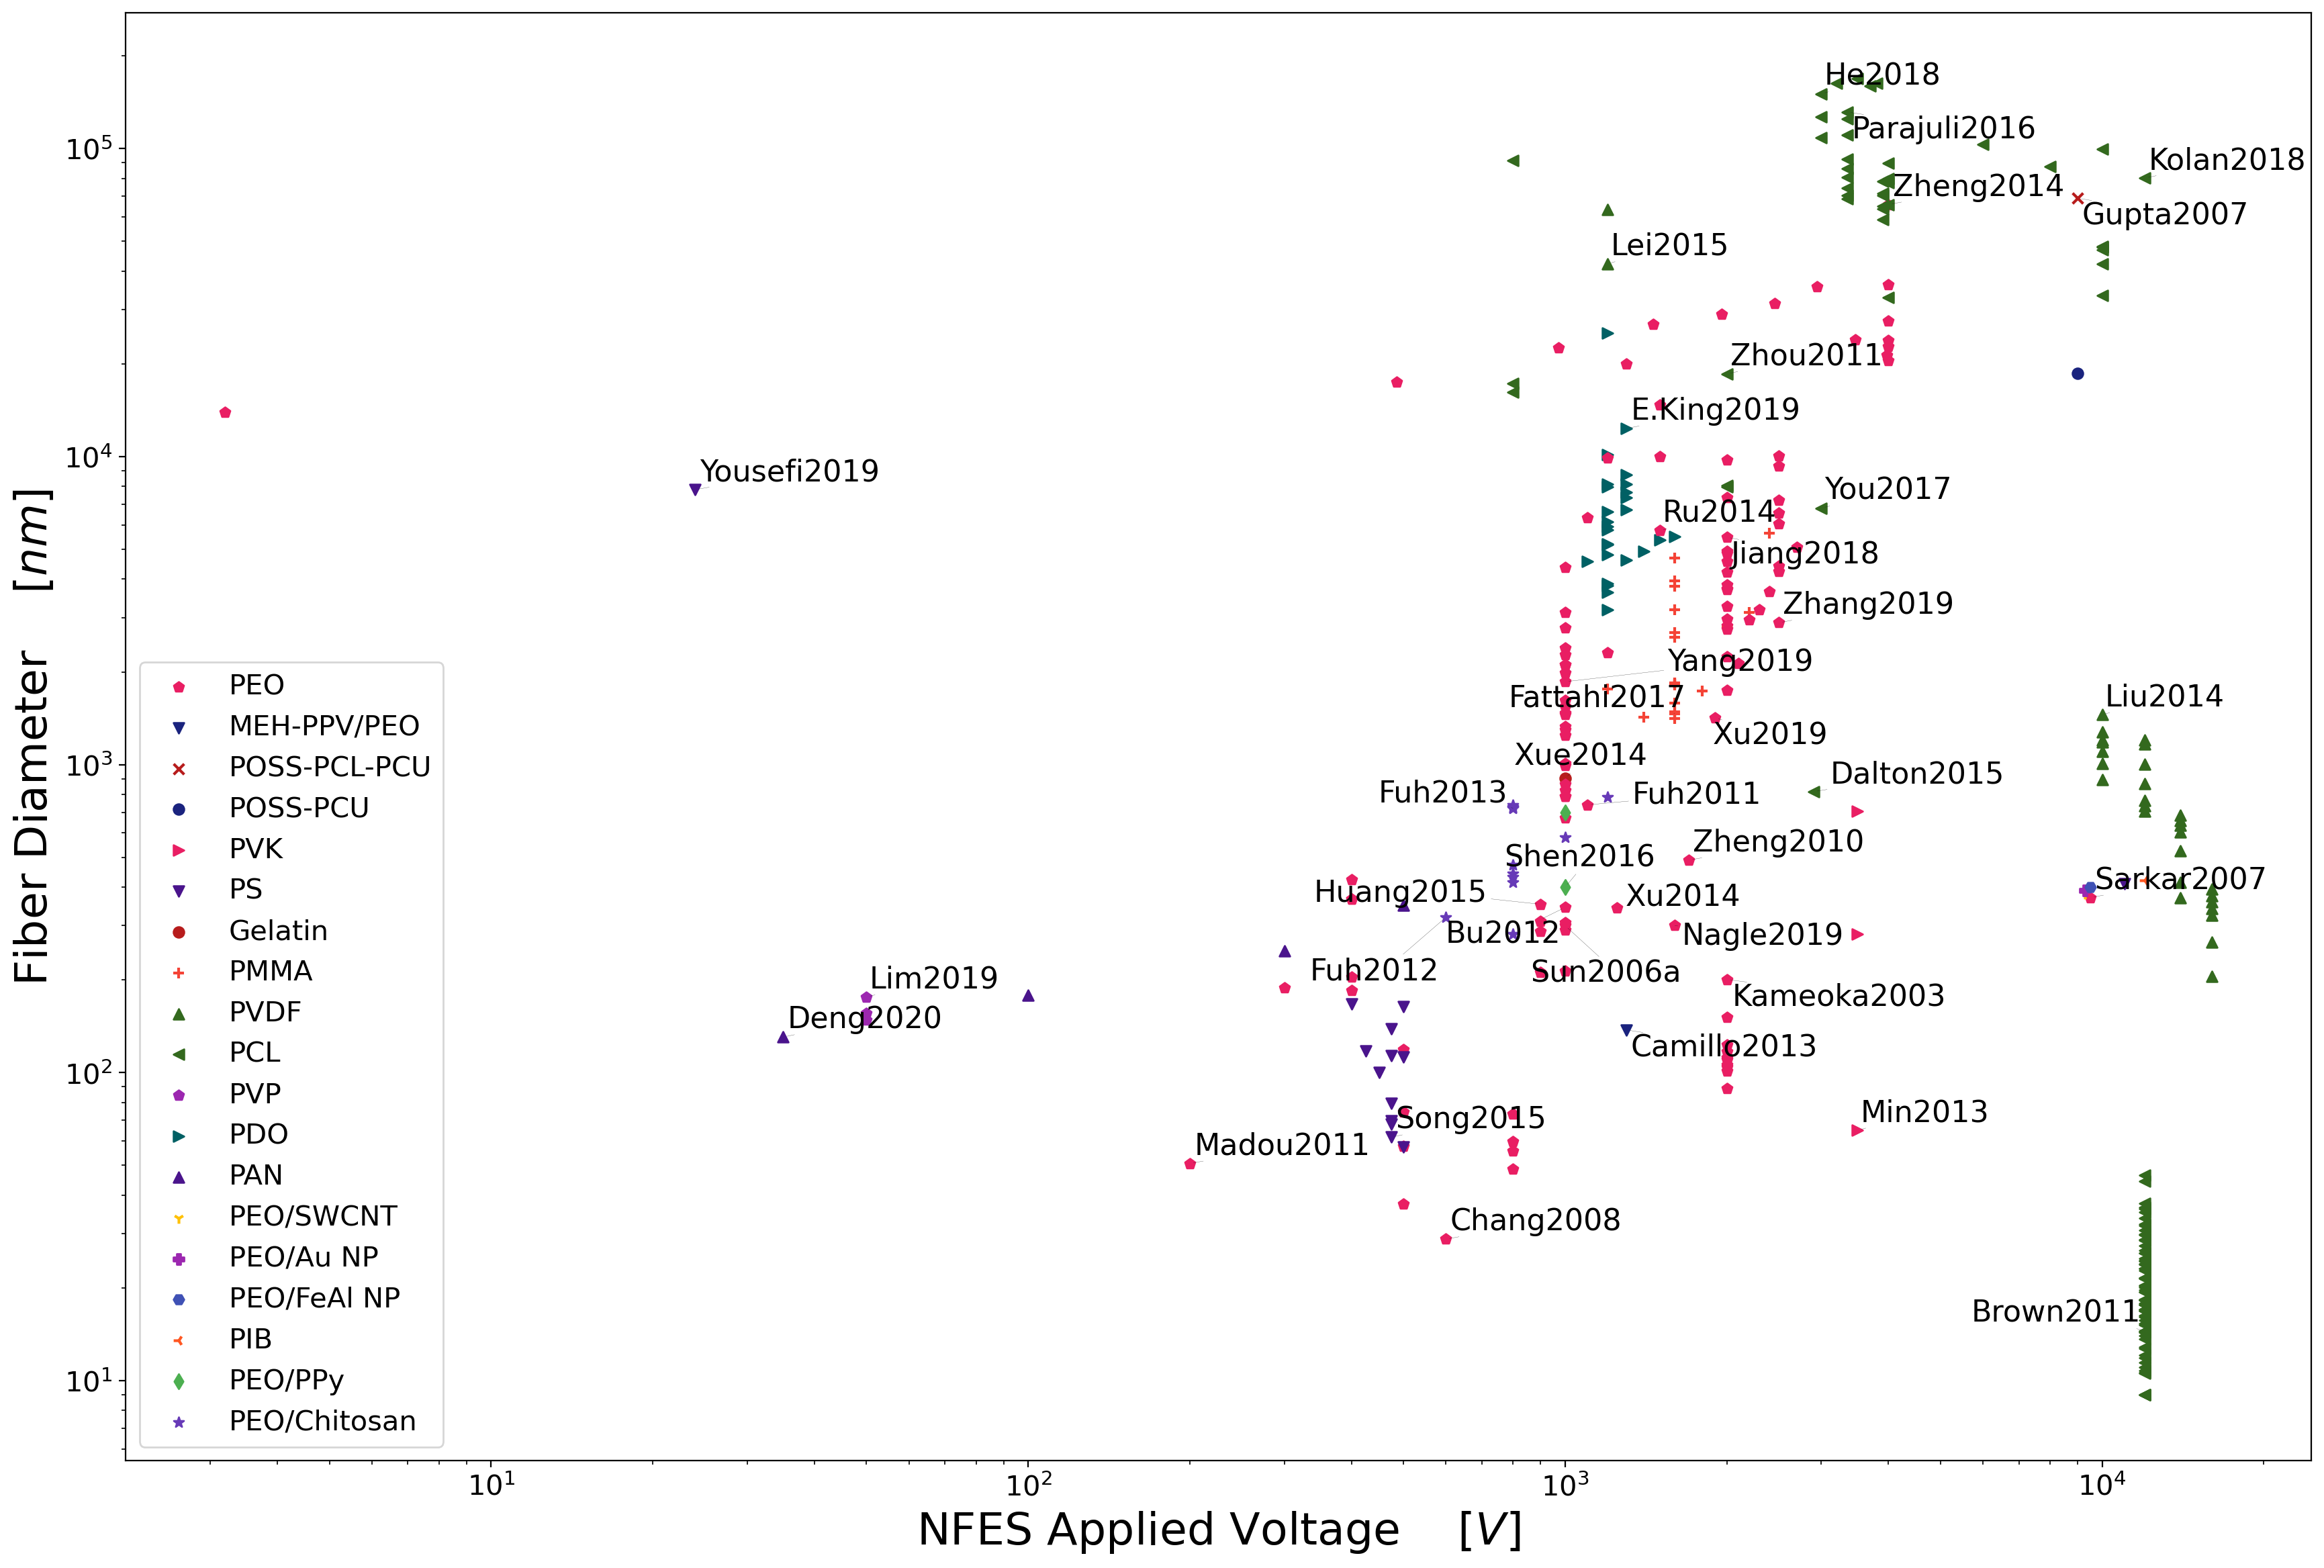 He2018
Parajuli2016
Kolan2018
Zheng2014
Gupta2007
Lei2015
Zhou2011
E.King2019
Yousefi2019
You2017
Ru2014
Jiang2018
Zhang2019
Yang2019
Fattahi2017
Liu2014
Xu2019
Xue2014
Dalton2015
Fuh2013
Fuh2011
Zheng2010
Shen2016
Sarkar2007
Huang2015
Xu2014
Bu2012
Nagle2019
Fuh2012
Sun2006a
Lim2019
Kameoka2003
Deng2020
Camillo2013
Song2015
Min2013
Madou2011
Chang2008
Brown2011
PEO
MEH-PPV/PEO
POSS-PCL-PCU
POSS-PCU
PVK
PS
Gelatin
PMMA
PVDF
PCL
PVP
PDO
PAN
PEO/SWCNT
PEO/Au NP
PEO/FeAl NP
PIB
PEO/PPy
PEO/Chitosan
10⁵
10⁴
10³
10²
10¹
Fiber Diameter [nm]
10¹ 10² 10³ 10⁴
NFES Applied Voltage [V]